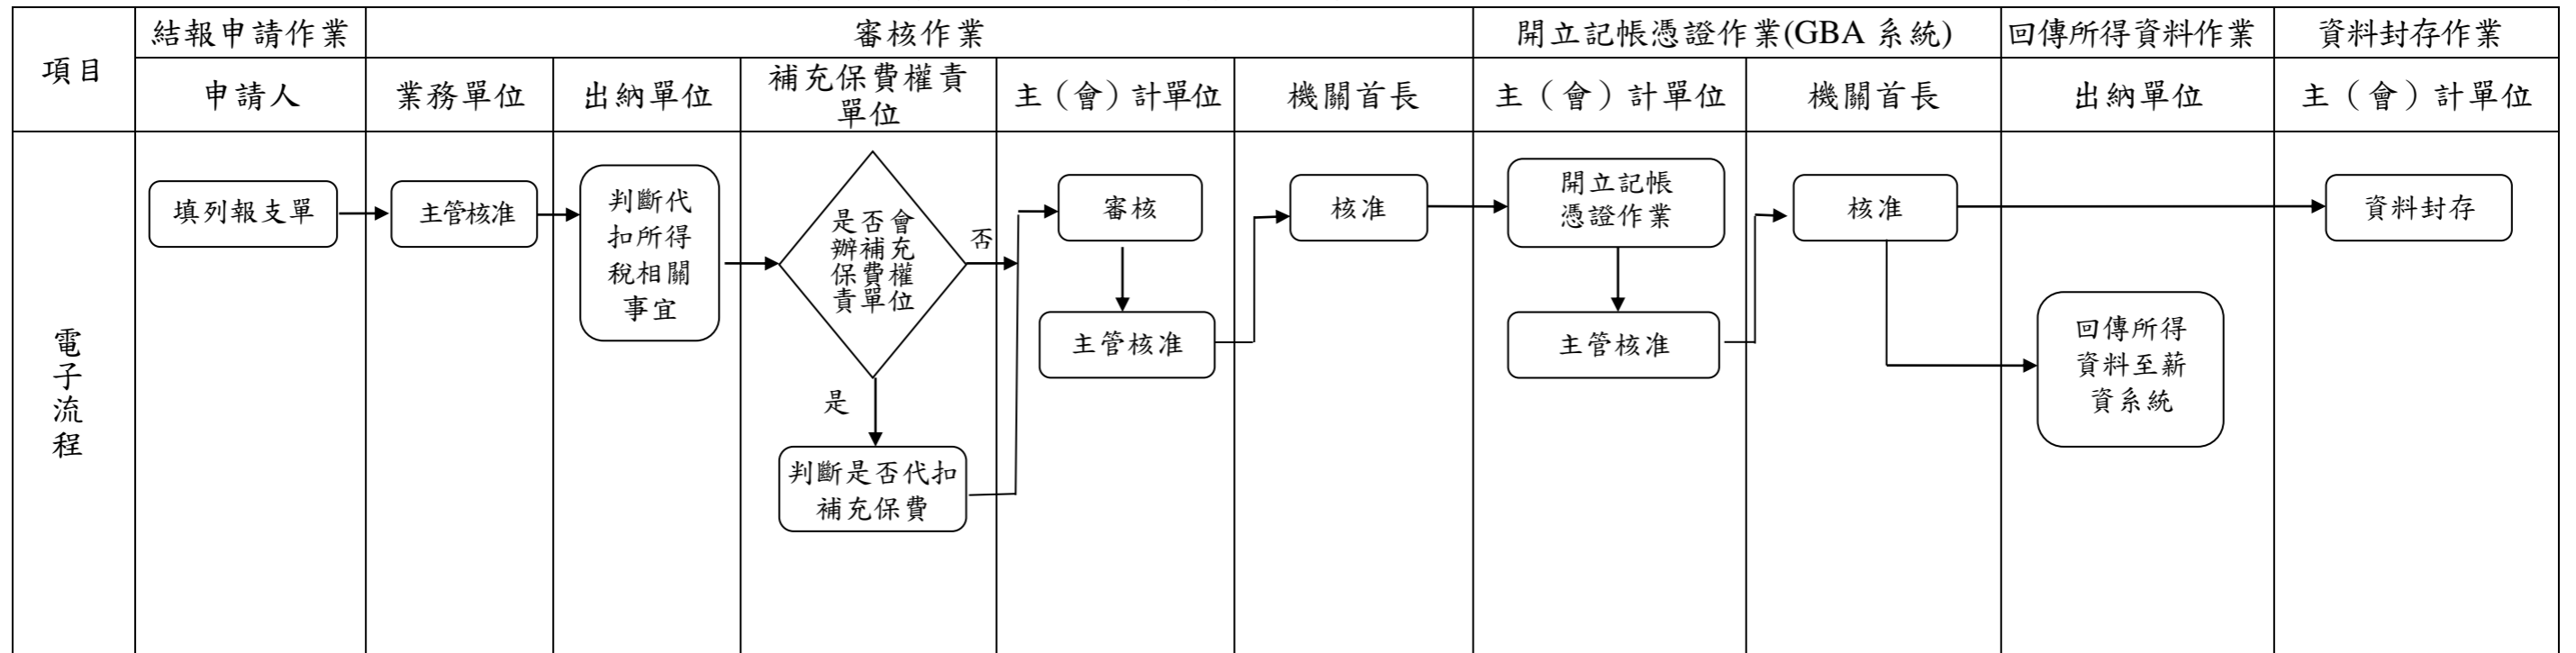 項目
結報申請作業
審核作業
開立記帳憑證作業(GBA 系統)
回傳所得資料作業
資料封存作業
申請人
業務單位
出納單位
補充保費權責
單位
主（會）計單位
機關首長
主（會）計單位
機關首長
出納單位
主（會）計單位
電
子
流
程
填列報支單
主管核准
判斷代
扣所得
稅相關
事宜
是否會
辦補充
保費權
責單位
否
是
判斷是否代扣
補充保費
審核
主管核准
核准
開立記帳
憑證作業
主管核准
核准
回傳所得
資料至薪
資系統
資料封存